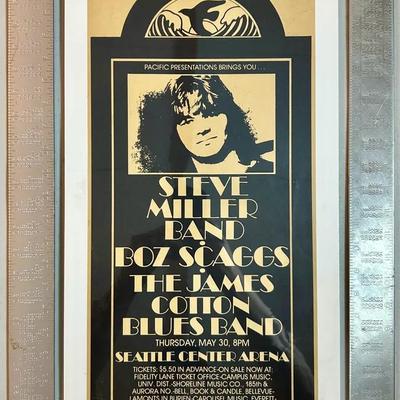 PACIFIC PRESENTATIONS BRINGS YOU . . .
STEVE
MILLER
BAND
BOZ SCAGGS
THE JAMES
COTTON
BLUES BAND
THURSDAY, MAY 30, 8PM
SEATTLE CENTER ARENA
TICKETS: $5.50 IN ADVANCE-ON SALE NOW AT:
FIDELITY LANE TICKET OFFICE-CAMPUS MUSIC,
UNIV. DIST.-SHORELINE MUSIC CO., 185th &
AURORA NO.-BELL, BOOK & CANDLE, BELLEVUE-
LAMONTS IN BURIEN-CAROUSEL MUSIC, EVERETT-